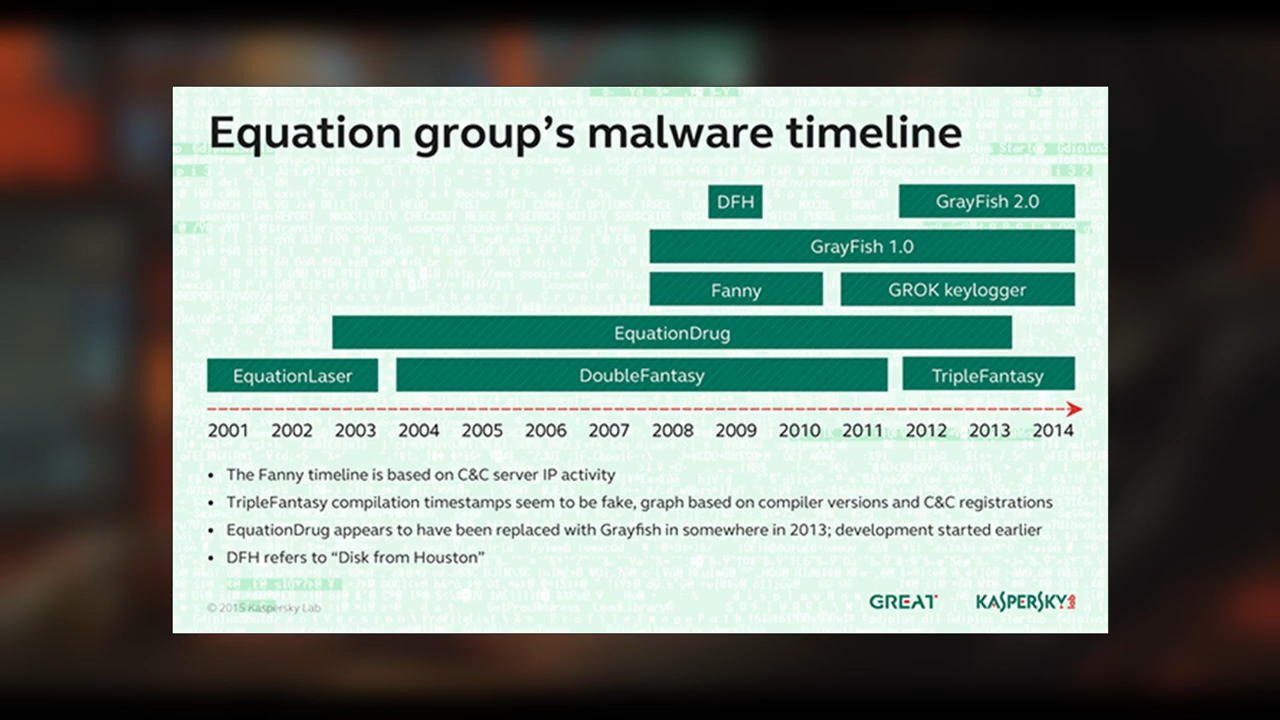 Equation group's malware timeline
DFH
GrayFish 2.0
GrayFish 1.0
Fanny
GROK keylogger
EquationDrug
EquationLaser
DoubleFantasy
TripleFantasy
2001 2002 2003 2004 2005 2006 2007 2008 2009 2010 2011 2012 2013 2014
• The Fanny timeline is based on C&C server IP activity
• TripleFantasy compilation timestamps seem to be fake, graph based on compiler versions and C&C registrations
• EquationDrug appears to have been replaced with Grayfish in somewhere in 2013; development started earlier
• DFH refers to “Disk from Houston”
© 2015 Kaspersky Lab
GREAT
KASPERSKY lab